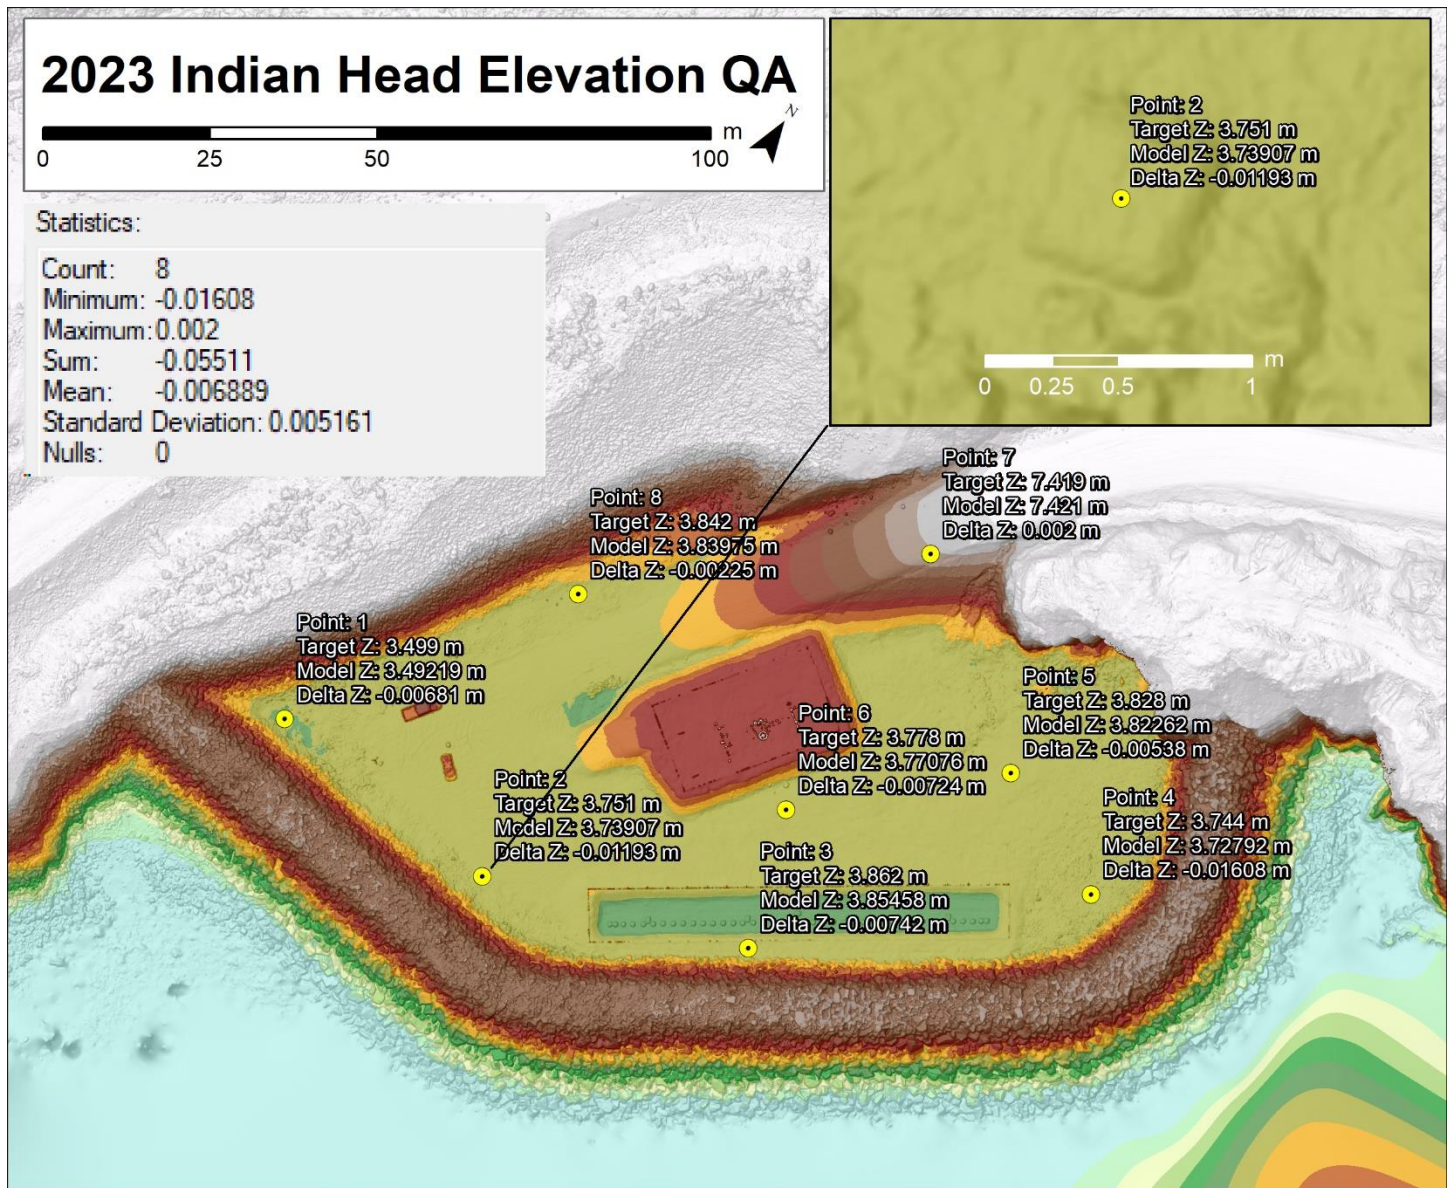 2023 Indian Head Elevation QA
m
N
0 25 50 100
Statistics:
Count: 8
Minimum: -0.01608
Maximum: 0.002
Sum: -0.05511
Mean: -0.006889
Standard Deviation: 0.005161
Nulls: 0
Point: 2
Target Z: 3.751 m
Model Z: 3.73907 m
Delta Z: -0.01193 m
m
0 0.25 0.5 1
Point: 7
Target Z: 7.419 m
Model Z: 7.421 m
Delta Z: 0.002 m
Point: 8
Target Z: 3.842 m
Model Z: 3.83975 m
Delta Z: -0.00225 m
Point: 1
Target Z: 3.499 m
Model Z: 3.49219 m
Delta Z: -0.00681 m
Point: 5
Target Z: 3.828 m
Model Z: 3.82262 m
Delta Z: -0.00538 m
Point: 6
Target Z: 3.778 m
Model Z: 3.77076 m
Delta Z: -0.00724 m
Point: 2
Target Z: 3.751 m
Model Z: 3.73907 m
Delta Z: -0.01193 m
Point: 4
Target Z: 3.744 m
Model Z: 3.72792 m
Delta Z: -0.01608 m
Point: 3
Target Z: 3.862 m
Model Z: 3.85458 m
Delta Z: -0.00742 m